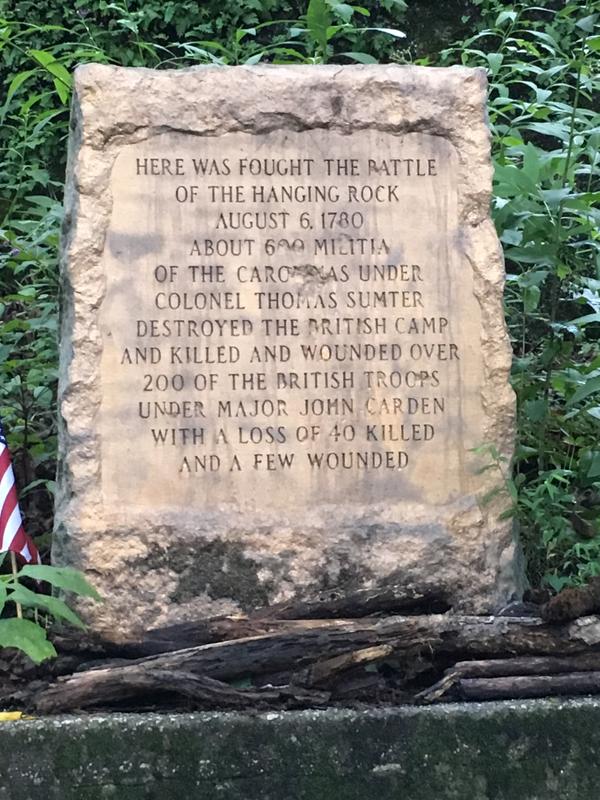 HERE WAS FOUGHT THE BATTLE
OF THE HANGING ROCK
AUGUST 6, 1780
ABOUT 600 MILITIA
OF THE CAROLINAS UNDER
COLONEL THOMAS SUMTER
DESTROYED THE BRITISH CAMP
AND KILLED AND WOUNDED OVER
200 OF THE BRITISH TROOPS
UNDER MAJOR JOHN CARDEN
WITH A LOSS OF 40 KILLED
AND A FEW WOUNDED